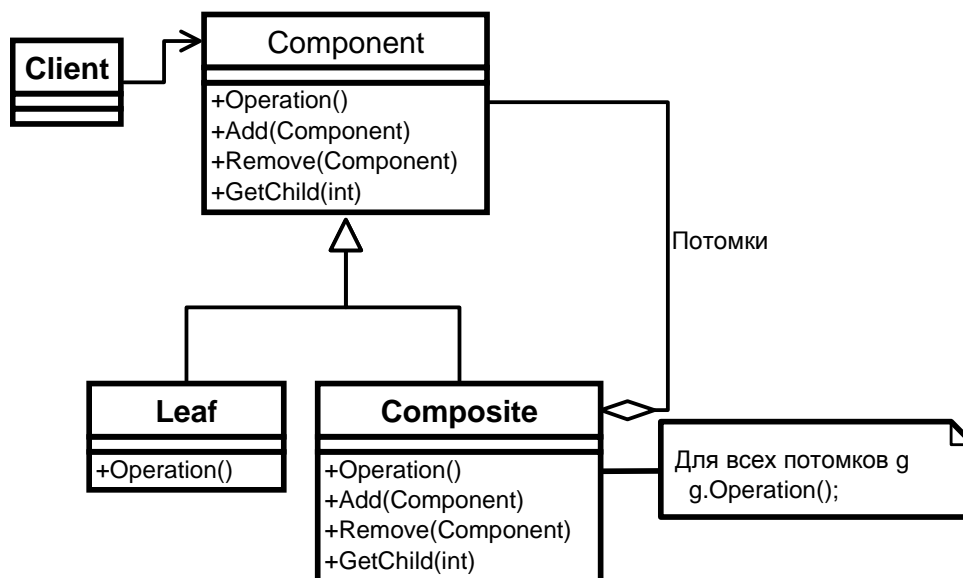 Client
Component
+Operation()
+Add(Component)
+Remove(Component)
+GetChild(int)
Потомки
Leaf
+Operation()
Composite
+Operation()
+Add(Component)
+Remove(Component)
+GetChild(int)
Для всех потомков g
g.Operation();